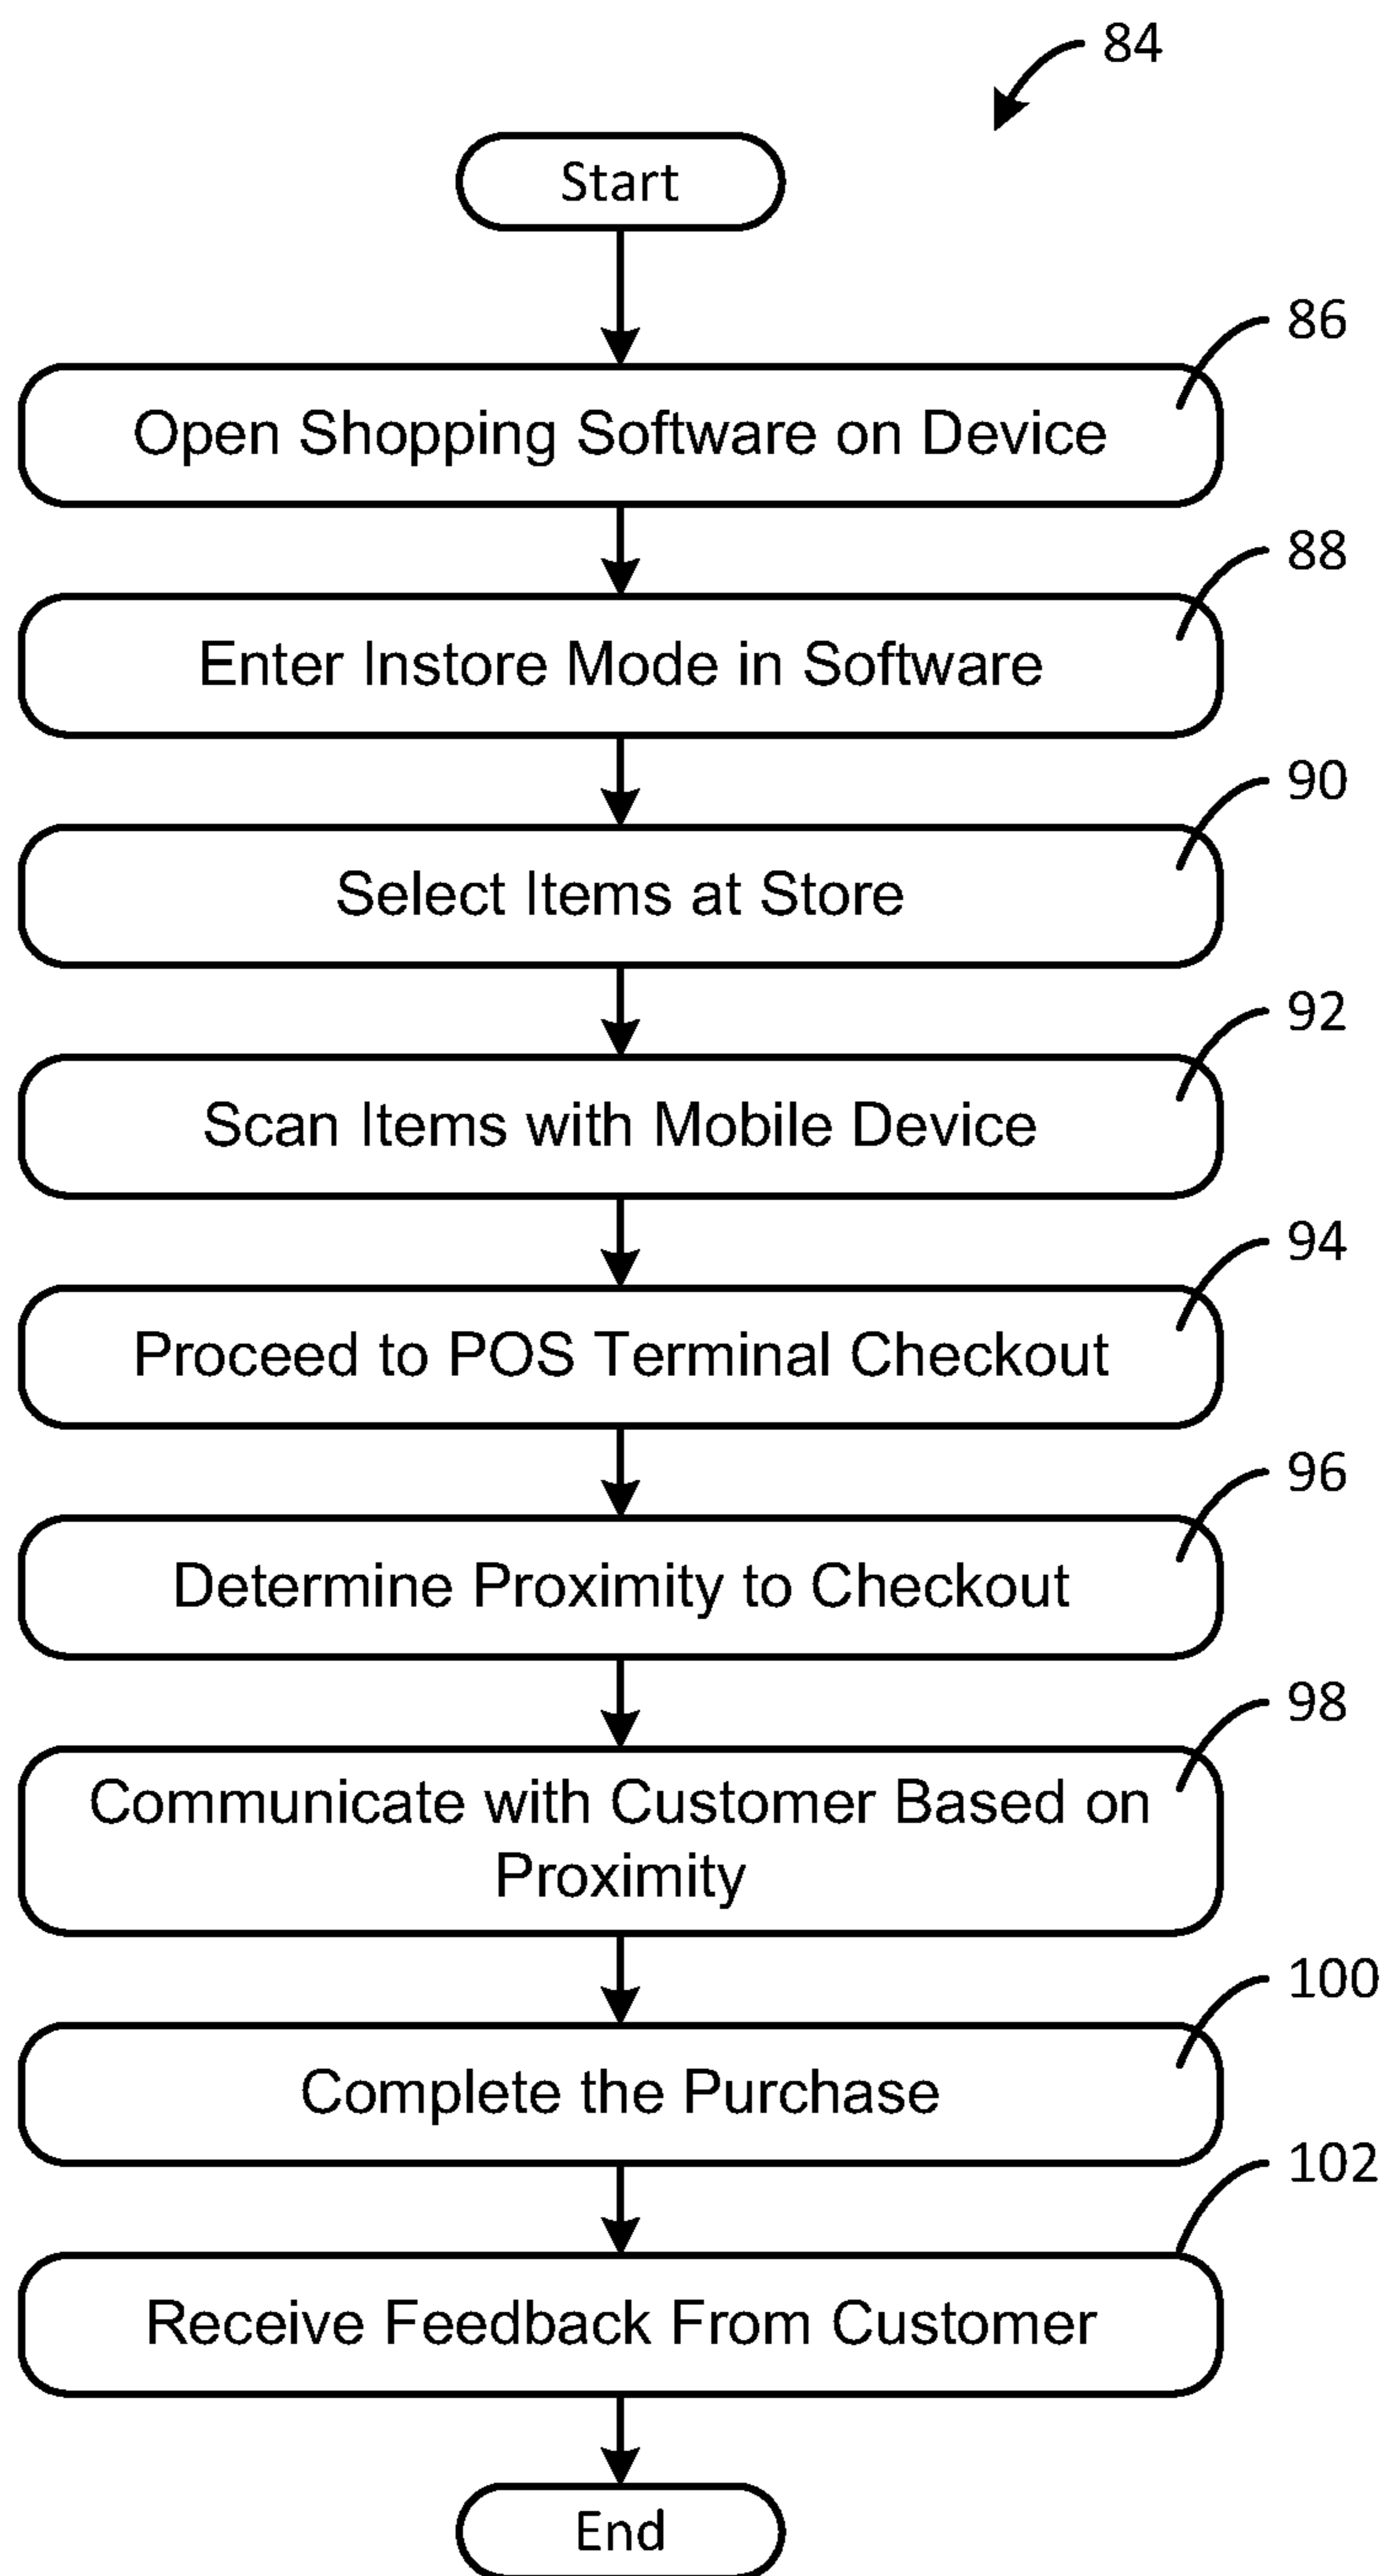 84
Start
86
Open Shopping Software on Device
88
Enter Instore Mode in Software
90
Select Items at Store
92
Scan Items with Mobile Device
94
Proceed to POS Terminal Checkout
96
Determine Proximity to Checkout
98
Communicate with Customer Based on
Proximity
100
Complete the Purchase
102
Receive Feedback From Customer
End